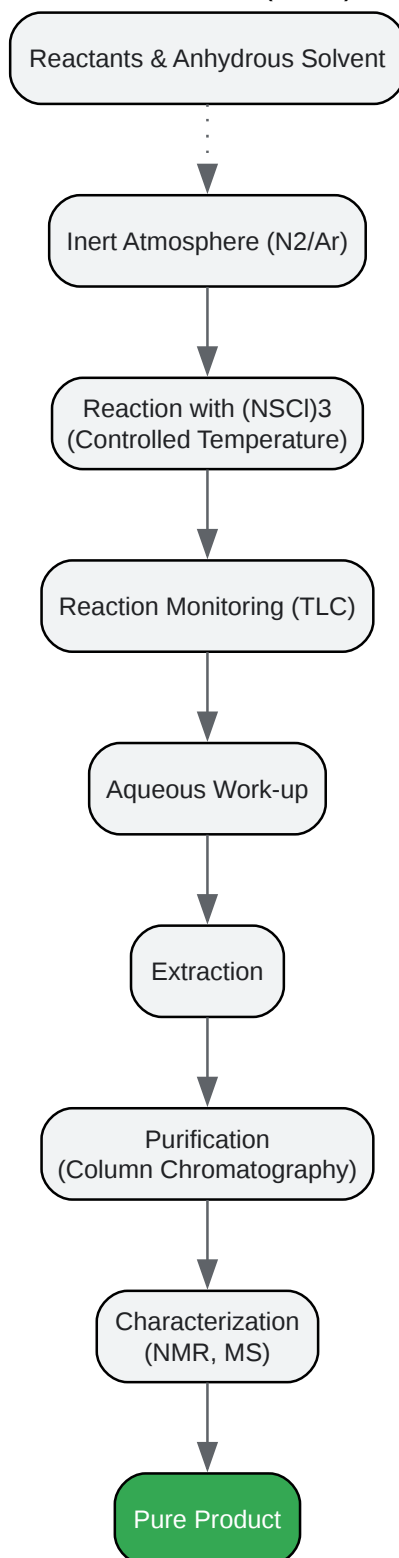 Reactants & Anhydrous Solvent
Inert Atmosphere (N2/Ar)
Reaction with (NSCl)3
(Controlled Temperature)
Reaction Monitoring (TLC)
Aqueous Work-up
Extraction
Purification
(Column Chromatography)
Characterization
(NMR, MS)
Pure Product